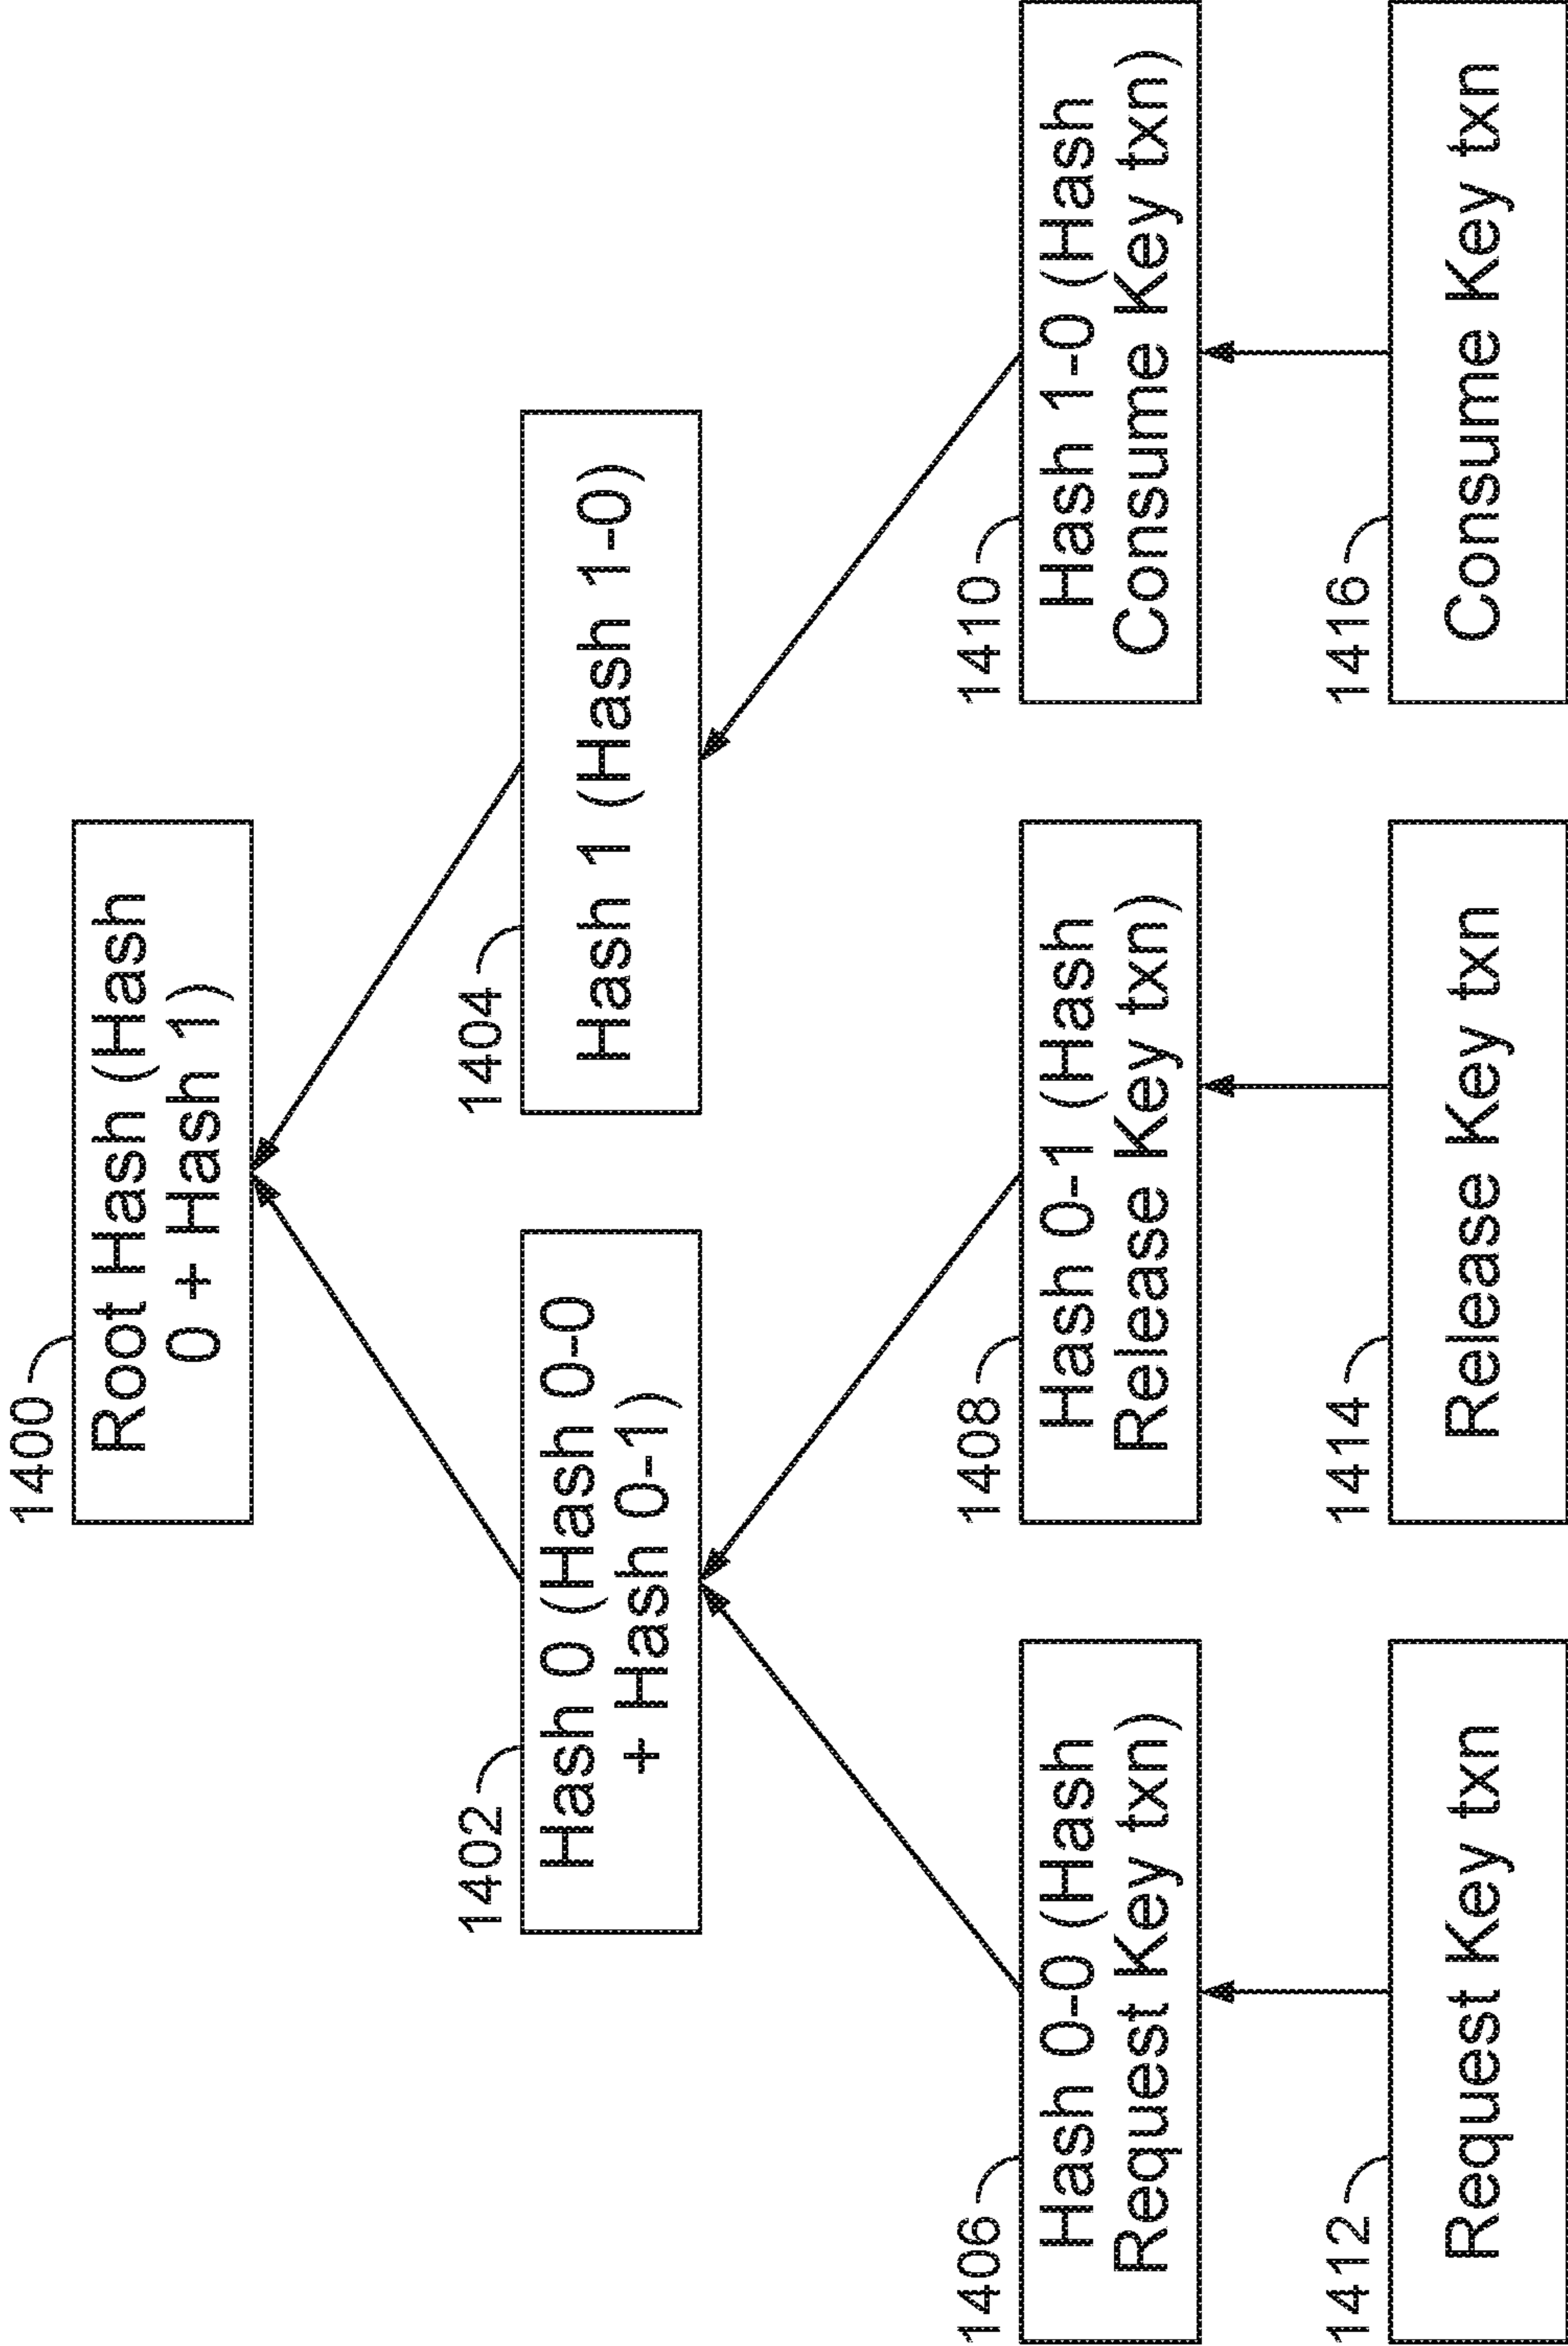 1400
Root Hash (Hash
0 + Hash 1)
1402
Hash 0 (Hash 0-0
+ Hash 0-1)
1404
Hash 1 (Hash 1-0)
1406
Hash 0-0 (Hash
Request Key txn)
1408
Hash 0-1 (Hash
Release Key txn)
1410
Hash 1-0 (Hash
Consume Key txn)
1412
Request Key txn
1414
Release Key txn
1416
Consume Key txn